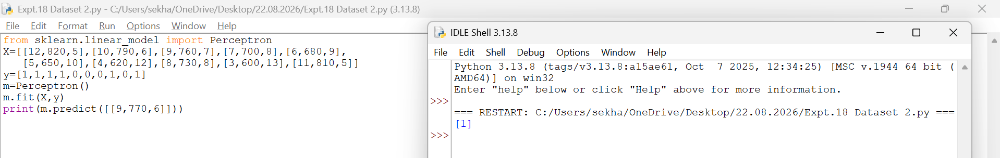 Expt.18 Dataset 2.py - C:/Users/sekha/OneDrive/Desktop/22.08.2026/Expt.18 Dataset 2.py (3.13.8)
File Edit Format Run Options Window Help
from sklearn.linear_model import Perceptron
X=[[12,820,5],[10,790,6],[9,760,7],[7,700,8],[6,680,9],
   [5,650,10],[4,620,12],[8,730,8],[3,600,13],[11,810,5]]
y=[1,1,1,1,0,0,0,1,0,1]
m=Perceptron()
m.fit(X,y)
print(m.predict([[9,770,6]]))
IDLE Shell 3.13.8
File Edit Shell Debug Options Window Help
Python 3.13.8 (tags/v3.13.8:a15ae61, Oct  7 2025, 12:34:25) [MSC v.1944 64 bit (
AMD64)] on win32
Enter "help" below or click "Help" above for more information.
>>>
=== RESTART: C:/Users/sekha/OneDrive/Desktop/22.08.2026/Expt.18 Dataset 2.py ===
[1]
>>>